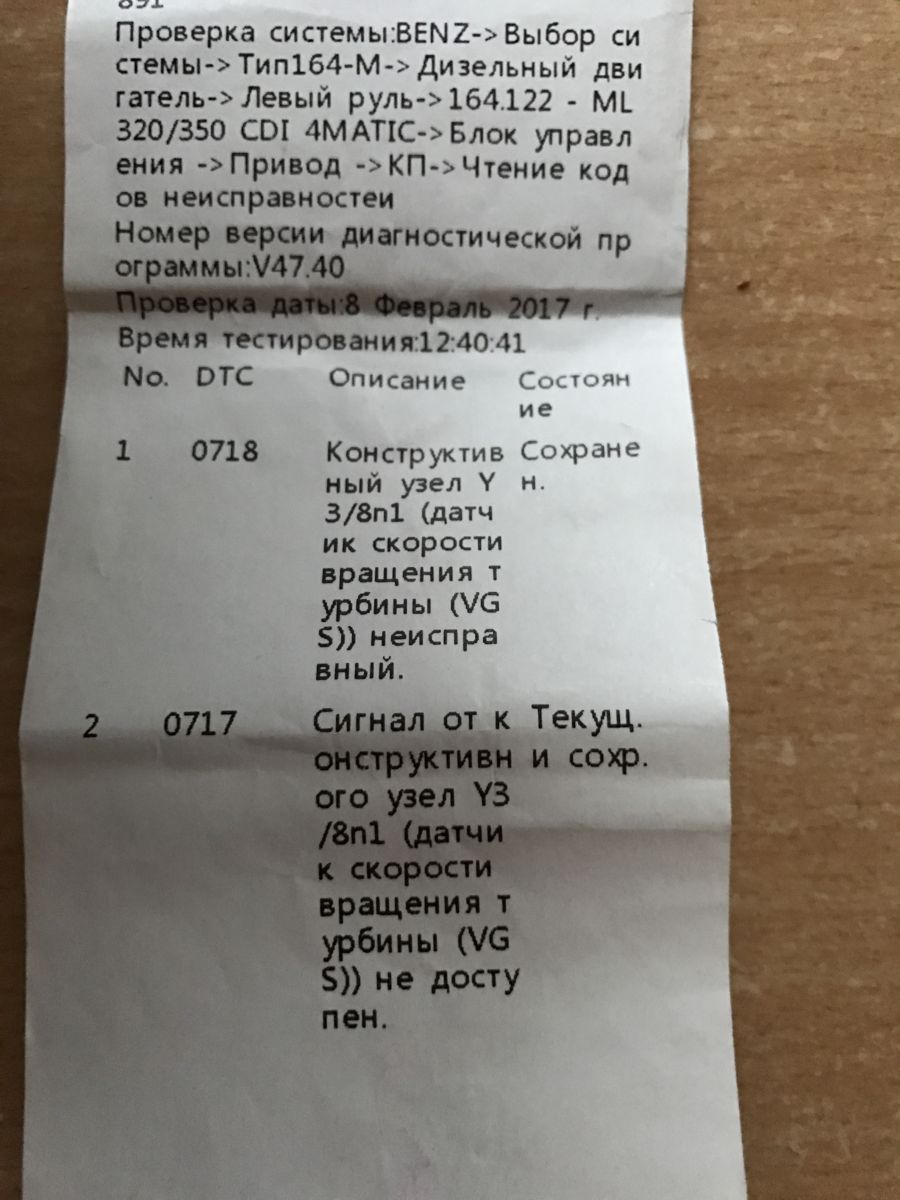 891
Проверка системы:BENZ->Выбор си
стемы->Тип164-M->Дизельный дви
гатель->Левый руль->164.122 - ML
320/350 CDI 4MATIC->Блок управл
ения ->Привод ->КП->Чтение код
ов неисправностеи
Номер версии диагностической пр
ограммы:V47.40
Проверка даты:8 Февраль 2017 г.
Время тестирования:12:40:41
No. DTC Описание Состоян
ие
1 0718 Конструктив Сохране
ный узел Y н.
3/8n1 (датч
ик скорости
вращения т
урбины (VG
S)) неиспра
вный.
2 0717 Сигнал от к Текущ.
онструктивн и сохр.
ого узел Y3
/8n1 (датчи
к скорости
вращения т
урбины (VG
S)) не досту
пен.